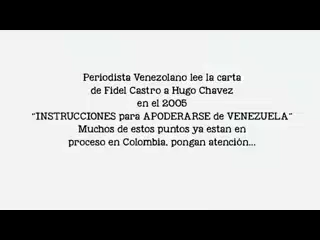 Periodista Venezolano lee la carta
de Fidel Castro a Hugo Chavez
en el 2005
"INSTRUCCIONES para APODERARSE de VENEZUELA"
Muchos de estos puntos ya estan en
proceso en Colombia, pongan atención...